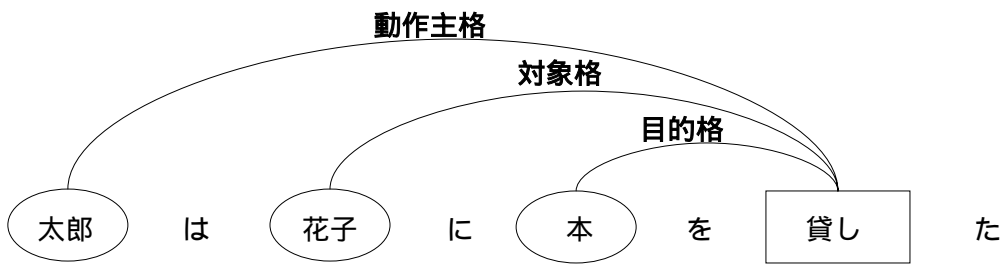 動作主格
対象格
目的格
太郎 は 花子 に 本 を 貸し た